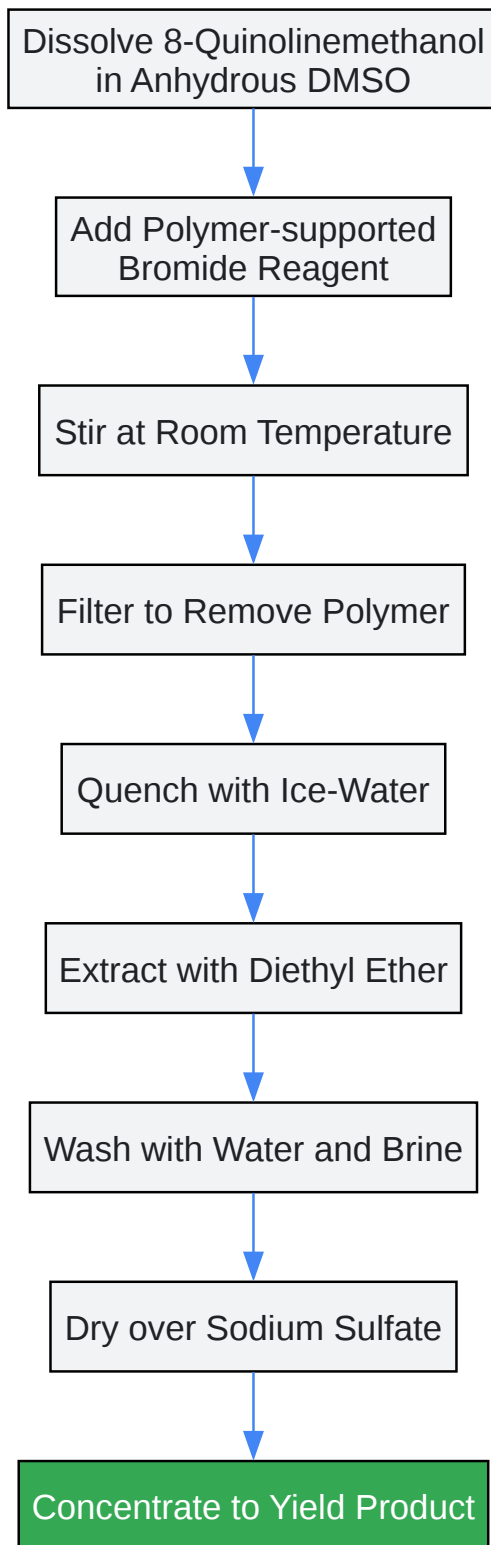 Dissolve 8-Quinolinemethanol
in Anhydrous DMSO
Add Polymer-supported
Bromide Reagent
Stir at Room Temperature
Filter to Remove Polymer
Quench with Ice-Water
Extract with Diethyl Ether
Wash with Water and Brine
Dry over Sodium Sulfate
Concentrate to Yield Product